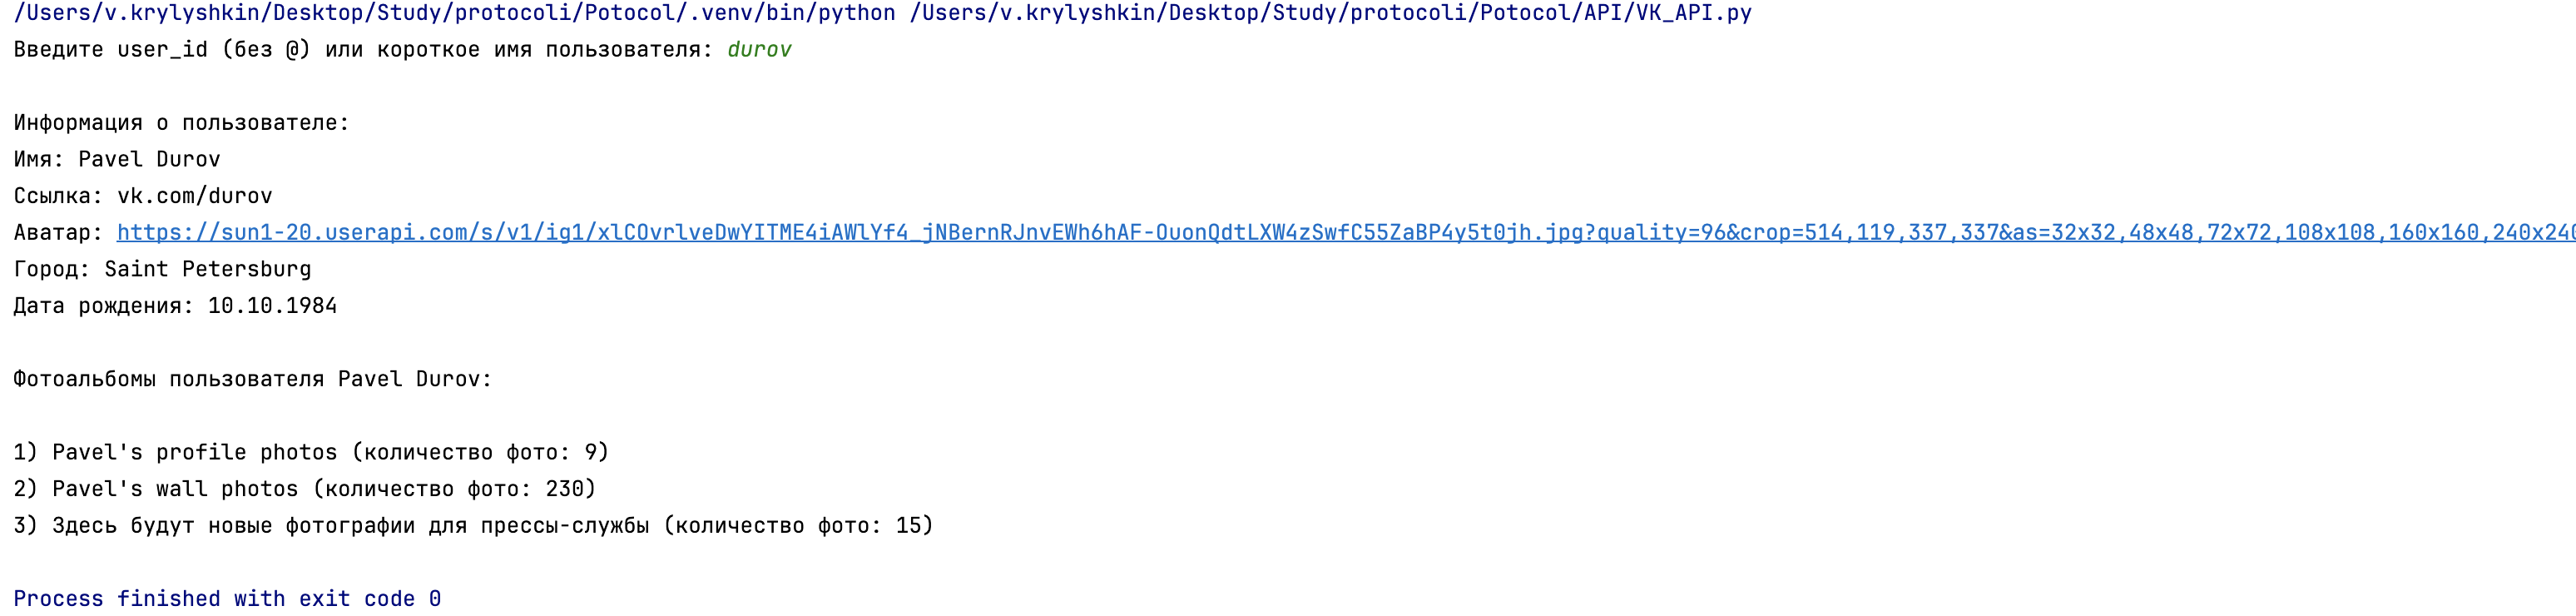 /Users/v.krylyshkin/Desktop/Study/protocoli/Potocol/.venv/bin/python /Users/v.krylyshkin/Desktop/Study/protocoli/Potocol/API/VK_API.py
Введите user_id (без @) или короткое имя пользователя: durov
Информация о пользователе:
Имя: Pavel Durov
Ссылка: vk.com/durov
Аватар: https://sun1-20.userapi.com/s/v1/ig1/xlCOvrlveDwYITME4iAWlYf4_jNBernRJnvEWh6hAF-OuonQdtLXW4zSwfC55ZaBP4y5t0jh.jpg?quality=96&crop=514,119,337,337&as=32x32,48x48,72x72,108x108,160x160,240x240
Город: Saint Petersburg
Дата рождения: 10.10.1984
Фотоальбомы пользователя Pavel Durov:
1) Pavel's profile photos (количество фото: 9)
2) Pavel's wall photos (количество фото: 230)
3) Здесь будут новые фотографии для прессы-службы (количество фото: 15)
Process finished with exit code 0